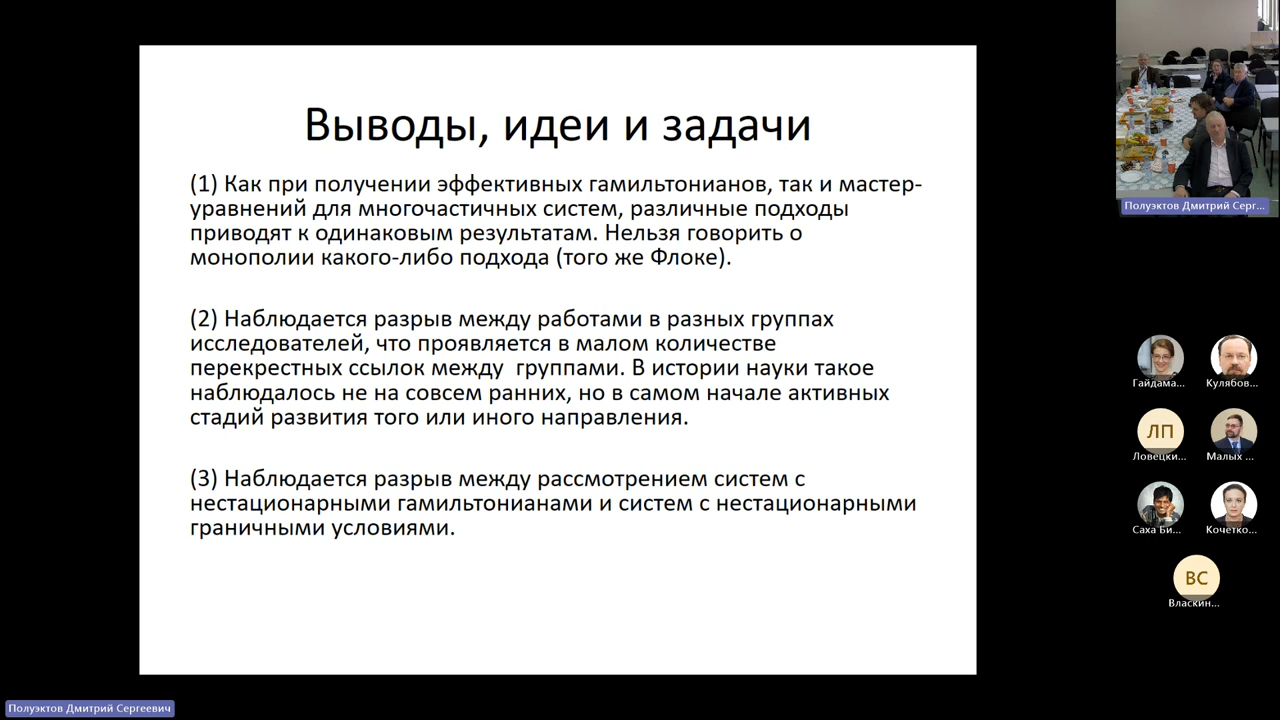 Выводы, идеи и задачи
(1) Как при получении эффективных гамильтонианов, так и мастер-
уравнений для многочастичных систем, различные подходы
приводят к одинаковым результатам. Нельзя говорить о
монополии какого-либо подхода (того же Флоке).
(2) Наблюдается разрыв между работами в разных группах
исследователей, что проявляется в малом количестве
перекрестных ссылок между  группами. В истории науки такое
наблюдалось не на совсем ранних, но в самом начале активных
стадий развития того или иного направления.
(3) Наблюдается разрыв между рассмотрением систем с
нестационарными гамильтонианами и систем с нестационарными
граничными условиями.
Полуэктов Дмитрий Серг...
Гайдама...
Кулябов...
ЛП
Ловецки...
Малых ...
Саха Би...
Кочетко...
ВС
Власкин...
Полуэктов Дмитрий Сергеевич